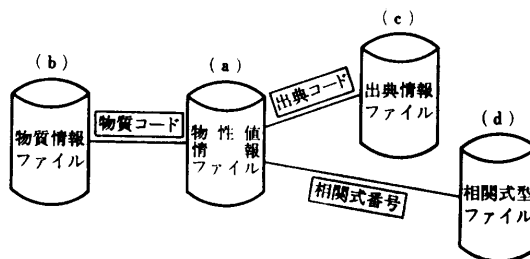 (c)
(b)
(a)
出典コード
出典情報
ファイル
物質コード
(d)
物質情報
ファイル
物性値
情報
ファイル
相関式番号
相関式型
ファイル